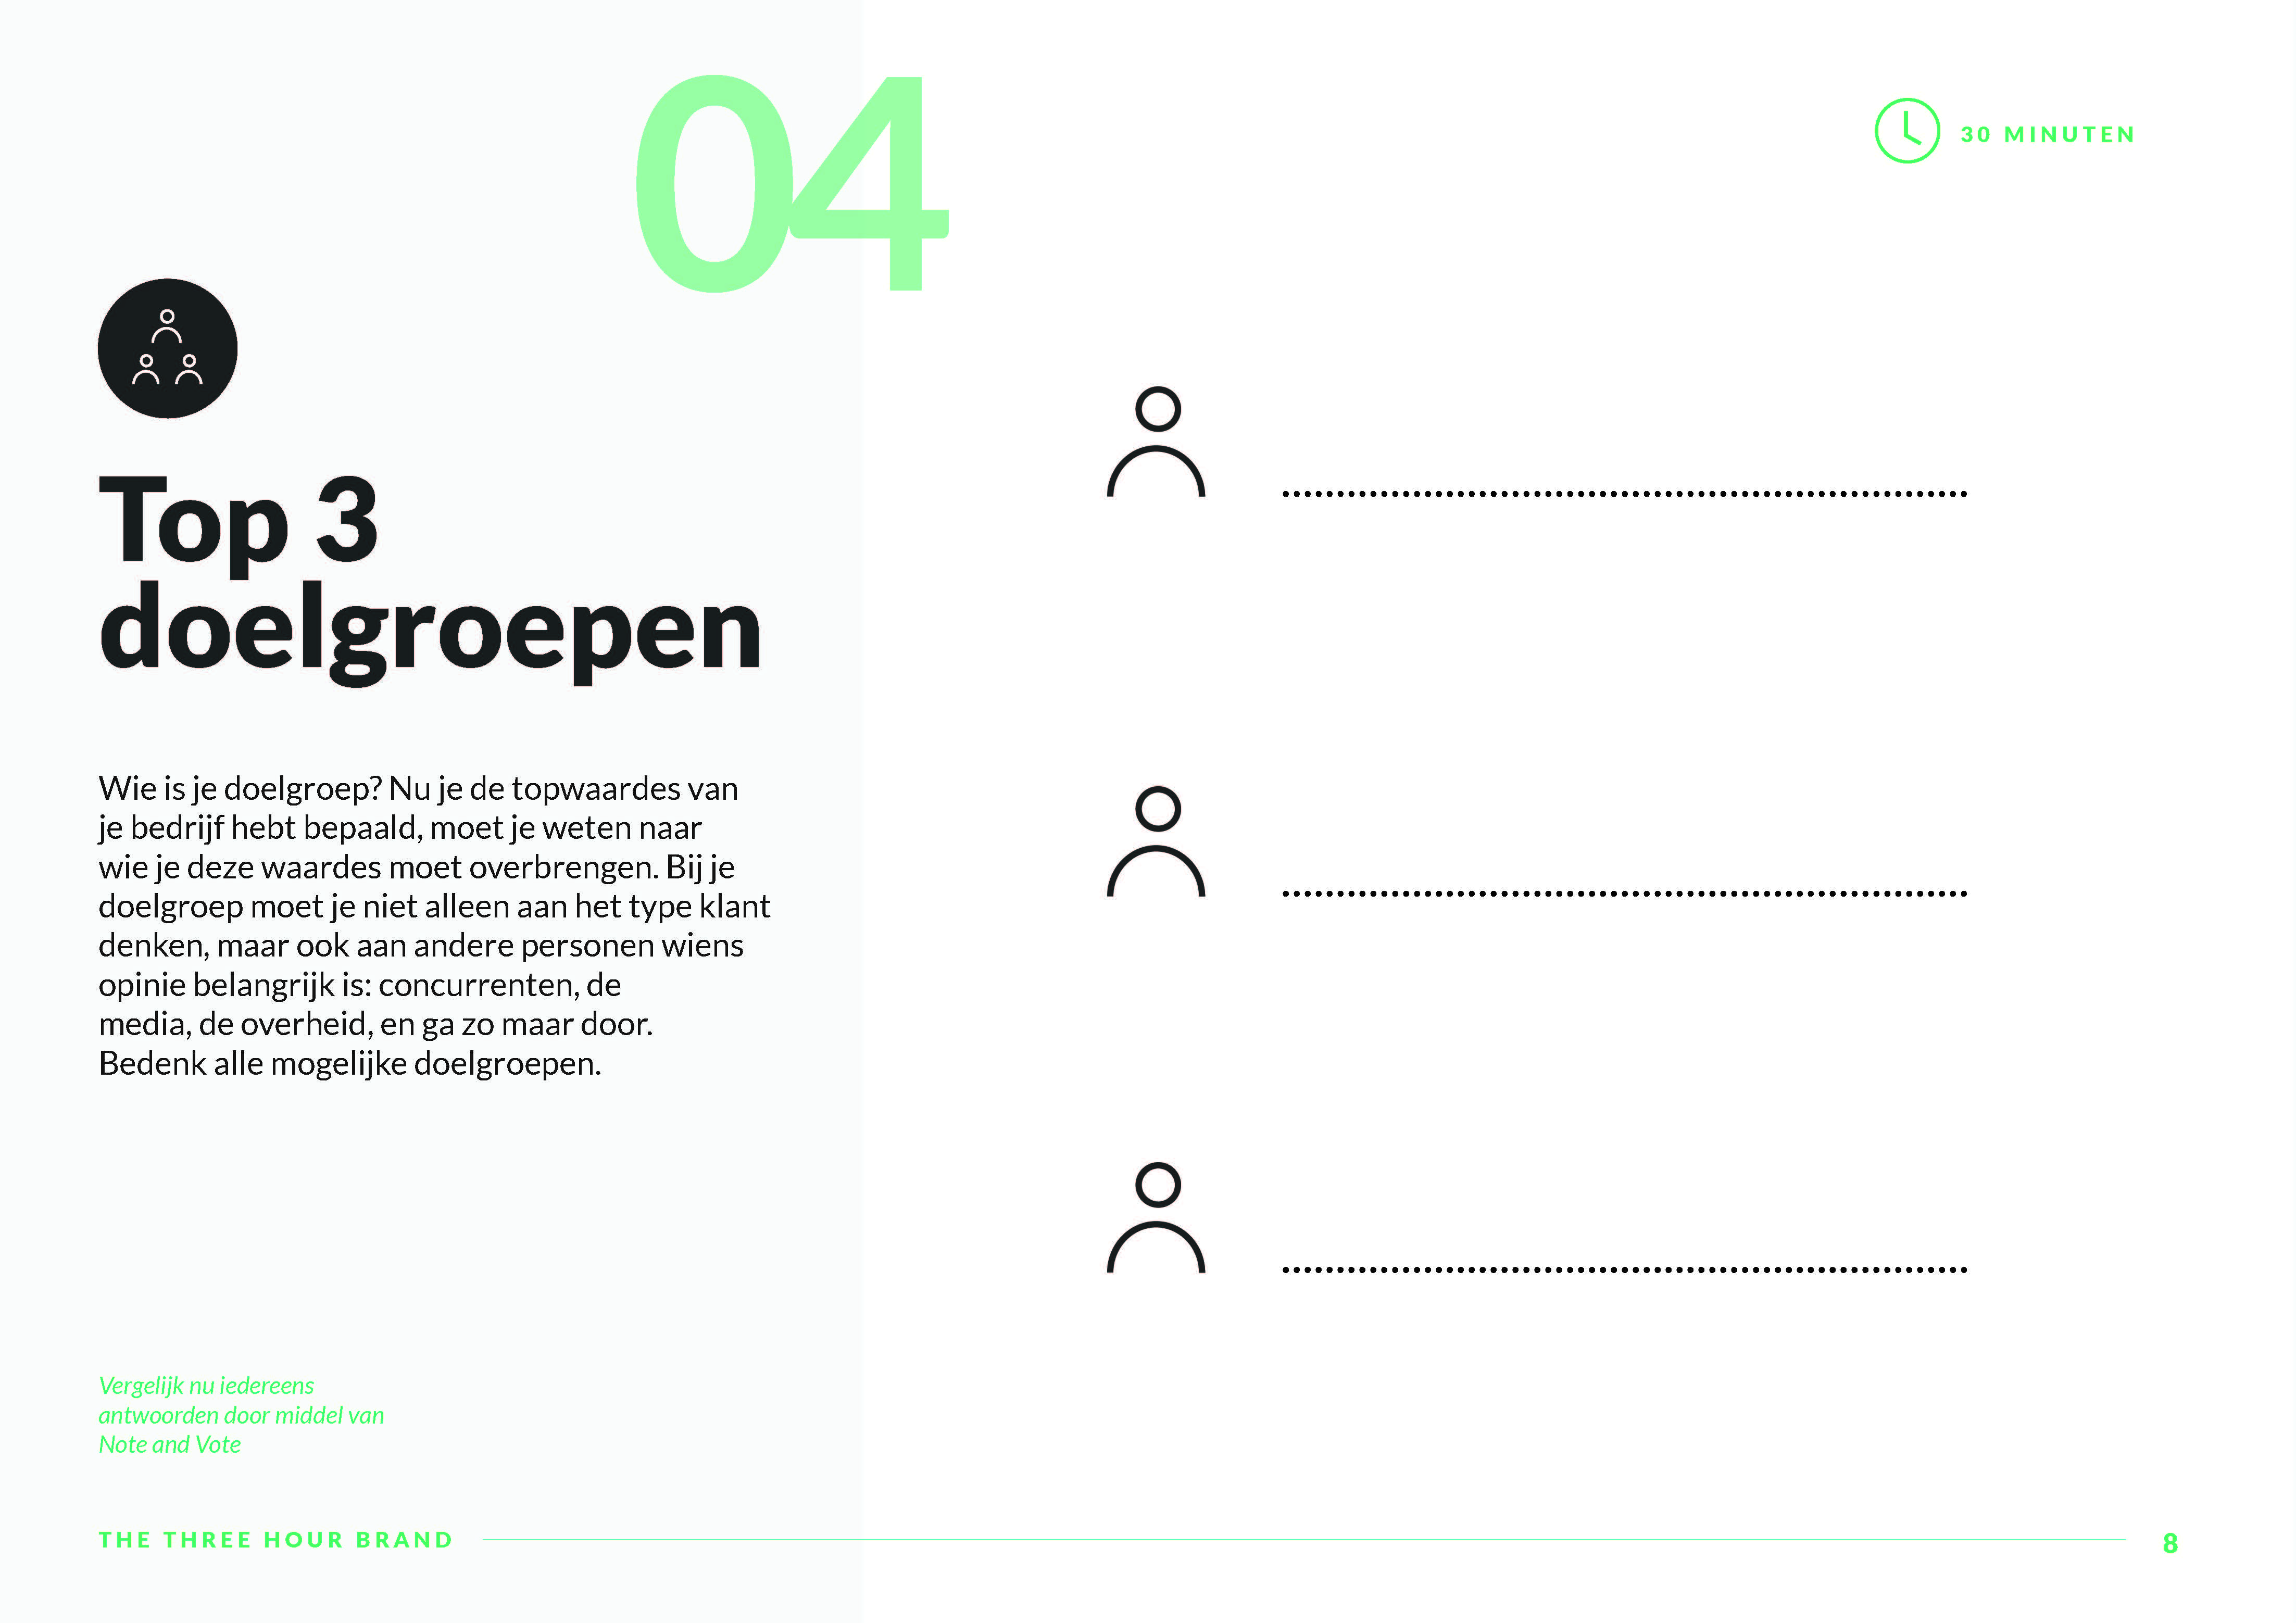 04
30 MINUTEN
Top 3
doelgroepen
Wie is je doelgroep? Nu je de topwaardes van
je bedrijf hebt bepaald, moet je weten naar
wie je deze waardes moet overbrengen. Bij je
doelgroep moet je niet alleen aan het type klant
denken, maar ook aan andere personen wiens
opinie belangrijk is: concurrenten, de
media, de overheid, en ga zo maar door.
Bedenk alle mogelijke doelgroepen.
Vergelijk nu iedereens
antwoorden door middel van
Note and Vote
THE THREE HOUR BRAND
8